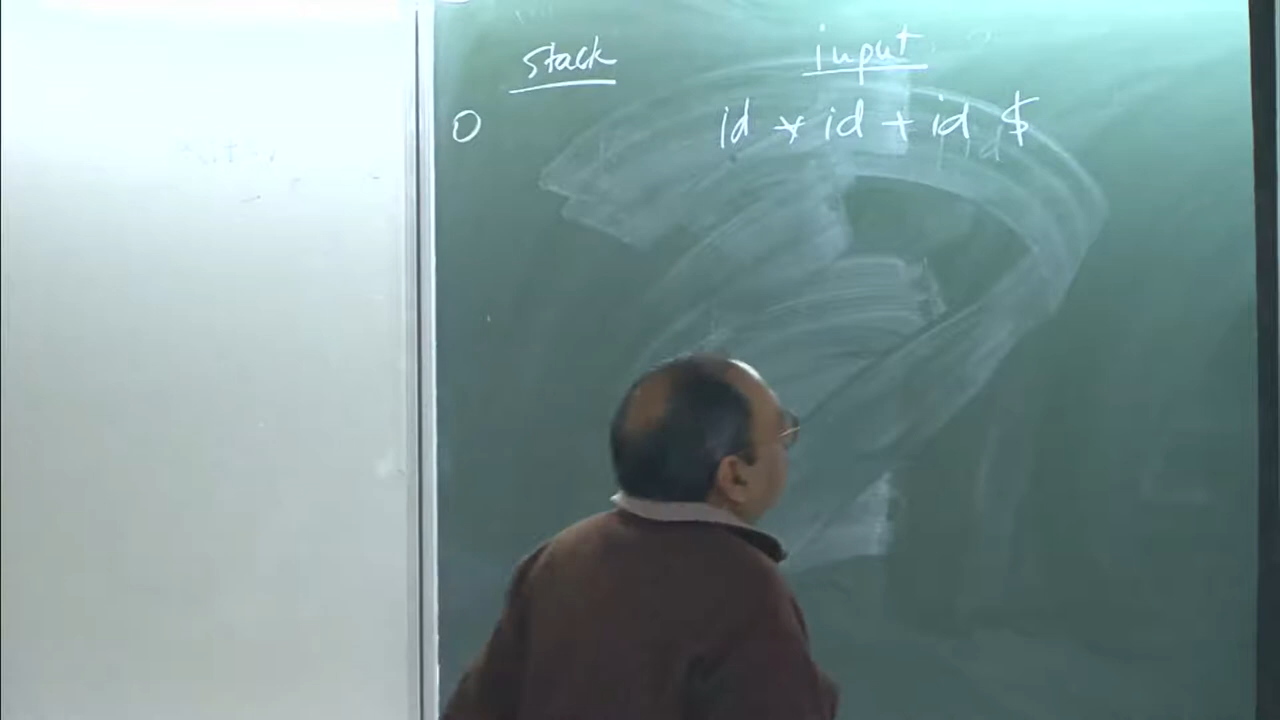 stack input
0 id * id + id $